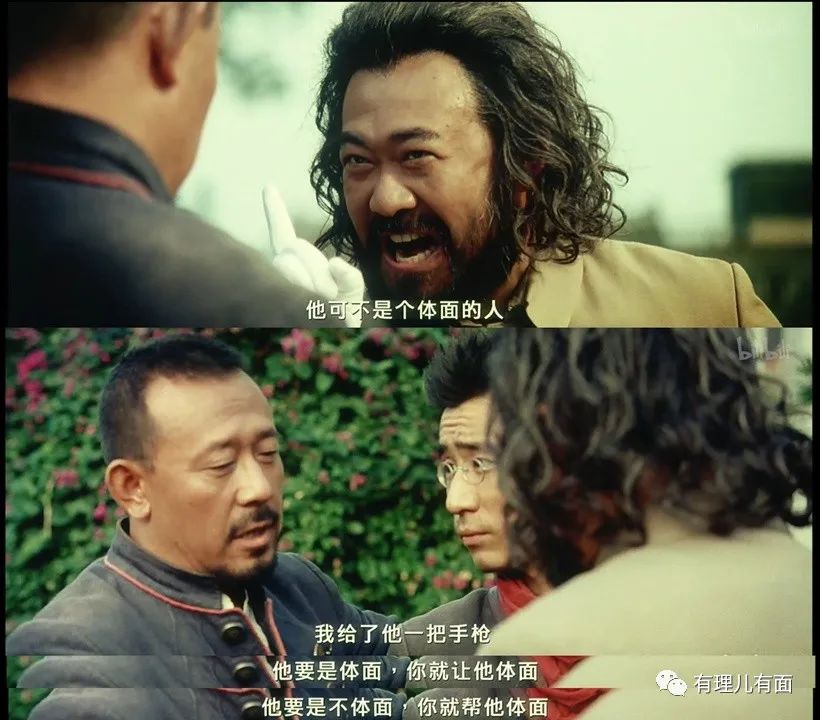 他可不是个体面的人
bilibili
我给了他一把手枪
他要是体面，你就让他体面
他要是不体面，你就帮他体面
有理儿有面